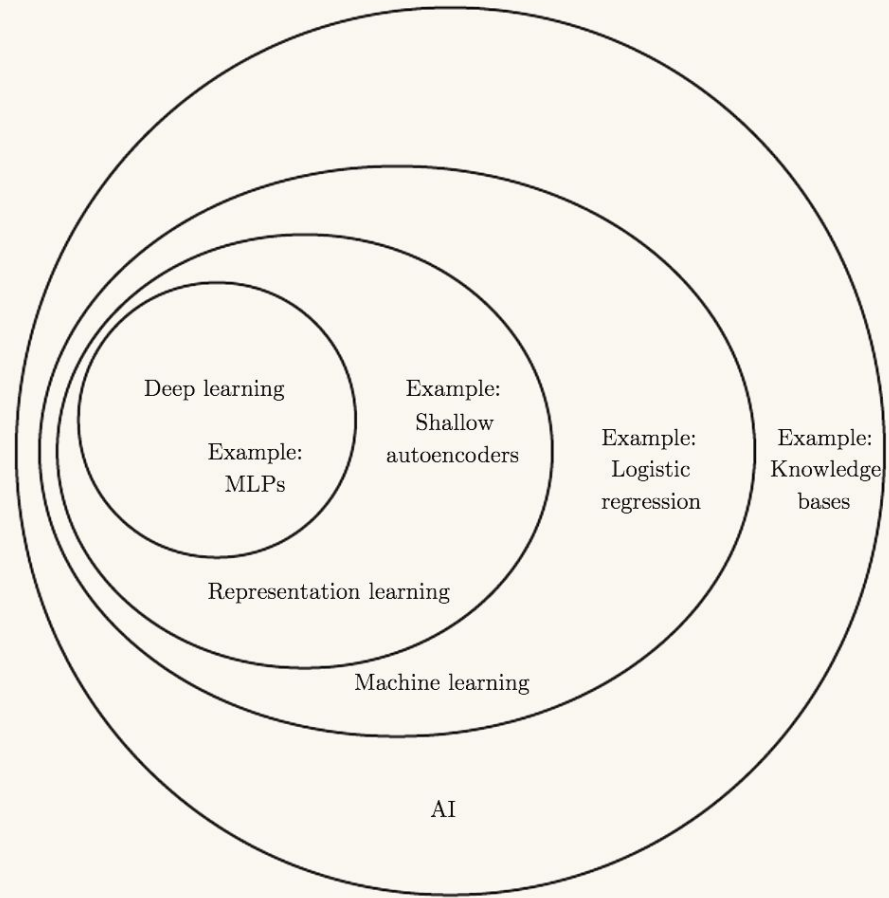 Deep learning
Example:
MLPs
Example:
Shallow
autoencoders
Example:
Logistic
regression
Example:
Knowledge
bases
Representation learning
Machine learning
AI